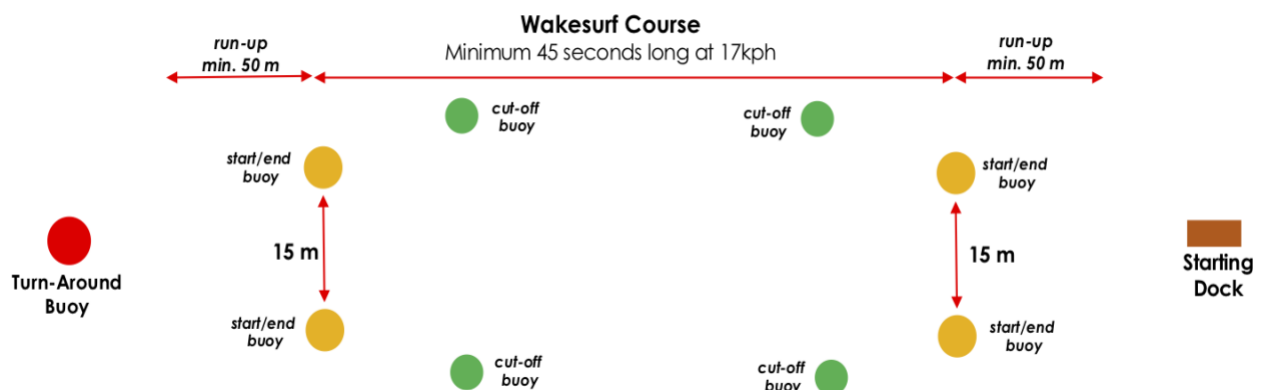 Wakesurf Course
Minimum 45 seconds long at 17kph
run-up
min. 50 m
run-up
min. 50 m
cut-off
buoy
cut-off
buoy
start/end
buoy
start/end
buoy
15 m
15 m
Turn-Around
Buoy
Starting
Dock
start/end
buoy
start/end
buoy
cut-off
buoy
cut-off
buoy